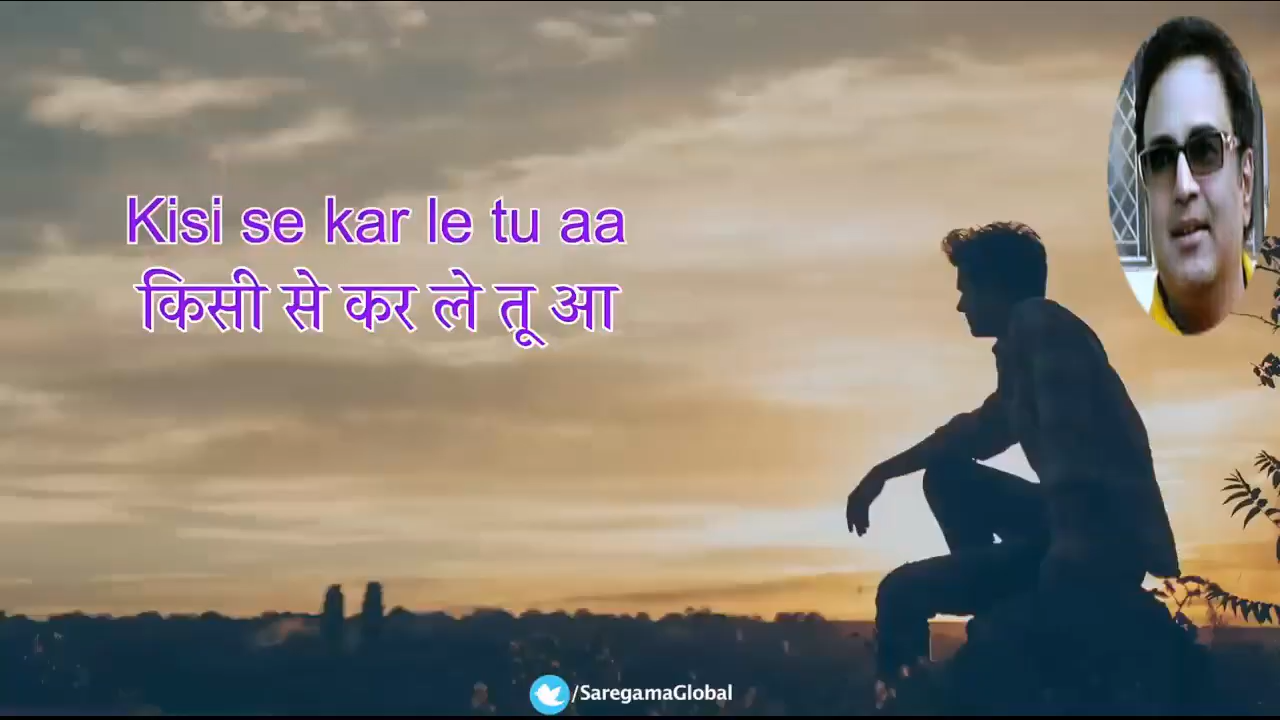 Kisi se kar le tu aa
किसी से कर ले तू आ
/SaregamaGlobal